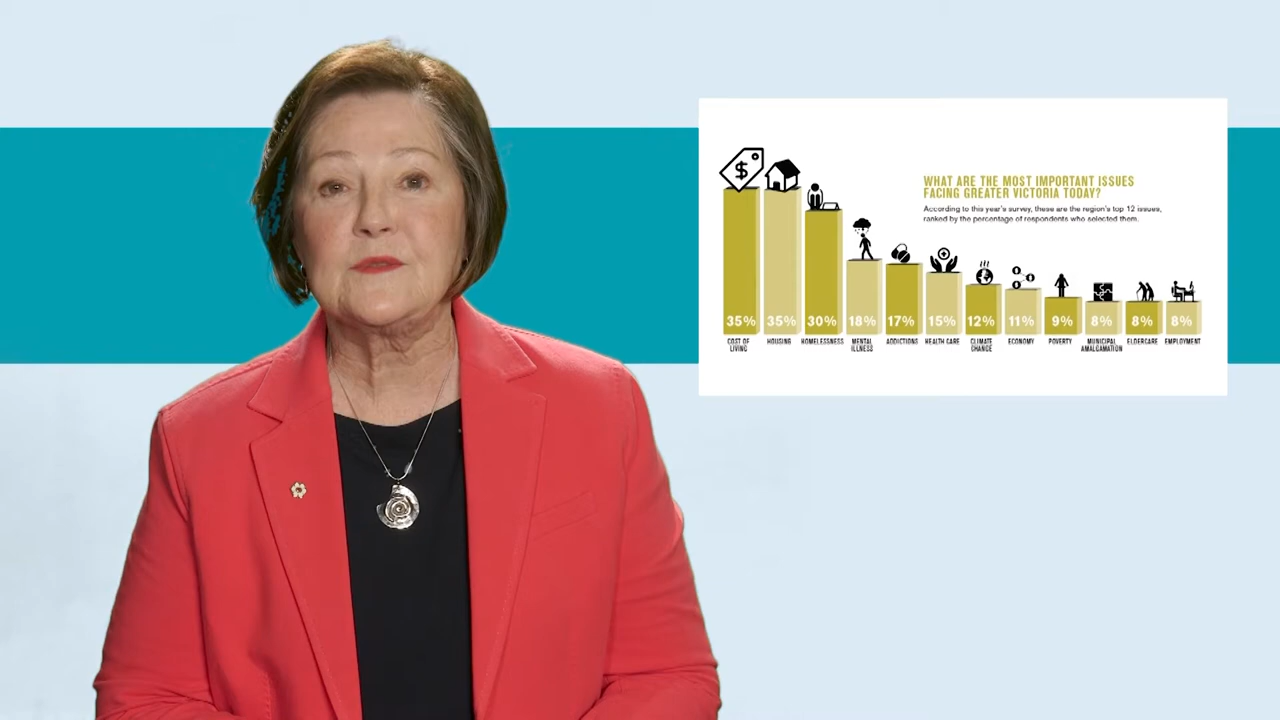 $
WHAT ARE THE MOST IMPORTANT ISSUES
FACING GREATER VICTORIA TODAY?
According to this year's survey, these are the region's top 12 issues,
ranked by the percentage of respondents who selected them.
35% 35% 30% 18% 17% 15% 12% 11% 9% 8% 8% 8%
COST OF LIVING HOUSING HOMELESSNESS MENTAL ILLNESS ADDICTIONS HEALTH CARE CLIMATE CHANGE ECONOMY POVERTY MUNICIPAL AMALGAMATION ELDERCARE EMPLOYMENT